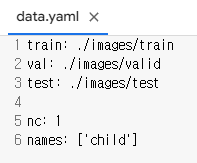 data.yaml ×
1 train: ./images/train
2 val: ./images/valid
3 test: ./images/test
4
5 nc: 1
6 names: ['child']